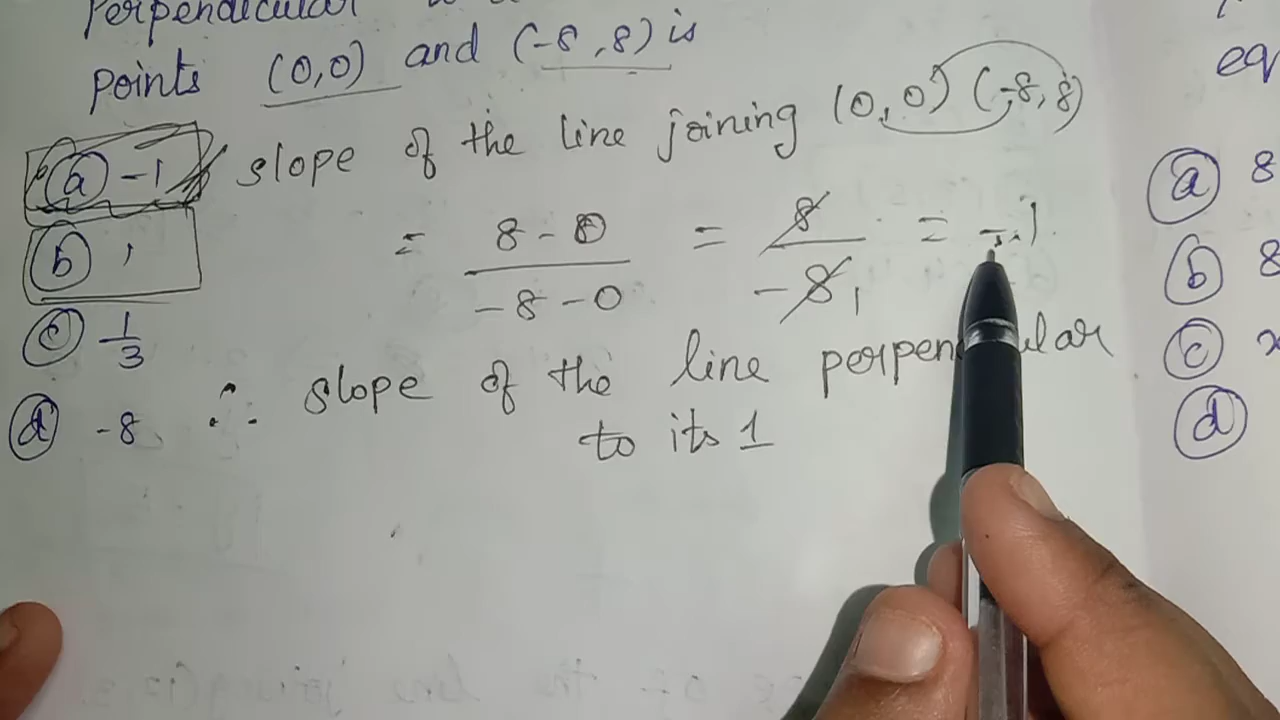 Perpendicular to
points (0,0) and (-8,8) is
slope of the line joining (0,0) (-8,8)
= 8 - 0 / -8 - 0 = 8 / -8 1 = -1
∴ slope of the line perpendicular
to its 1
(a) -1
(b) 1
(c) 1/3
(d) -8
eq
(a) 8
(b) 8
(c) x
(d)